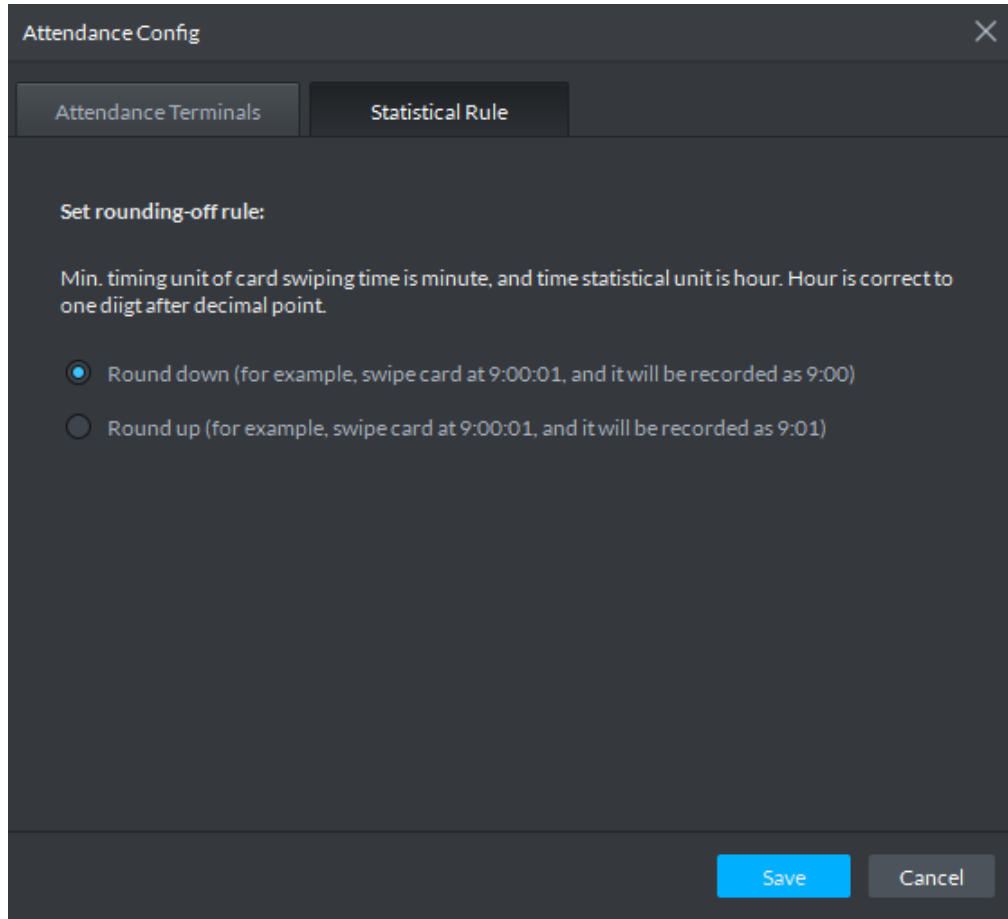 Attendance Config
Attendance Terminals
Statistical Rule
Set rounding-off rule:
Min. timing unit of card swiping time is minute, and time statistical unit is hour. Hour is correct to
one diigt after decimal point.
Round down (for example, swipe card at 9:00:01, and it will be recorded as 9:00)
Round up (for example, swipe card at 9:00:01, and it will be recorded as 9:01)
Save
Cancel